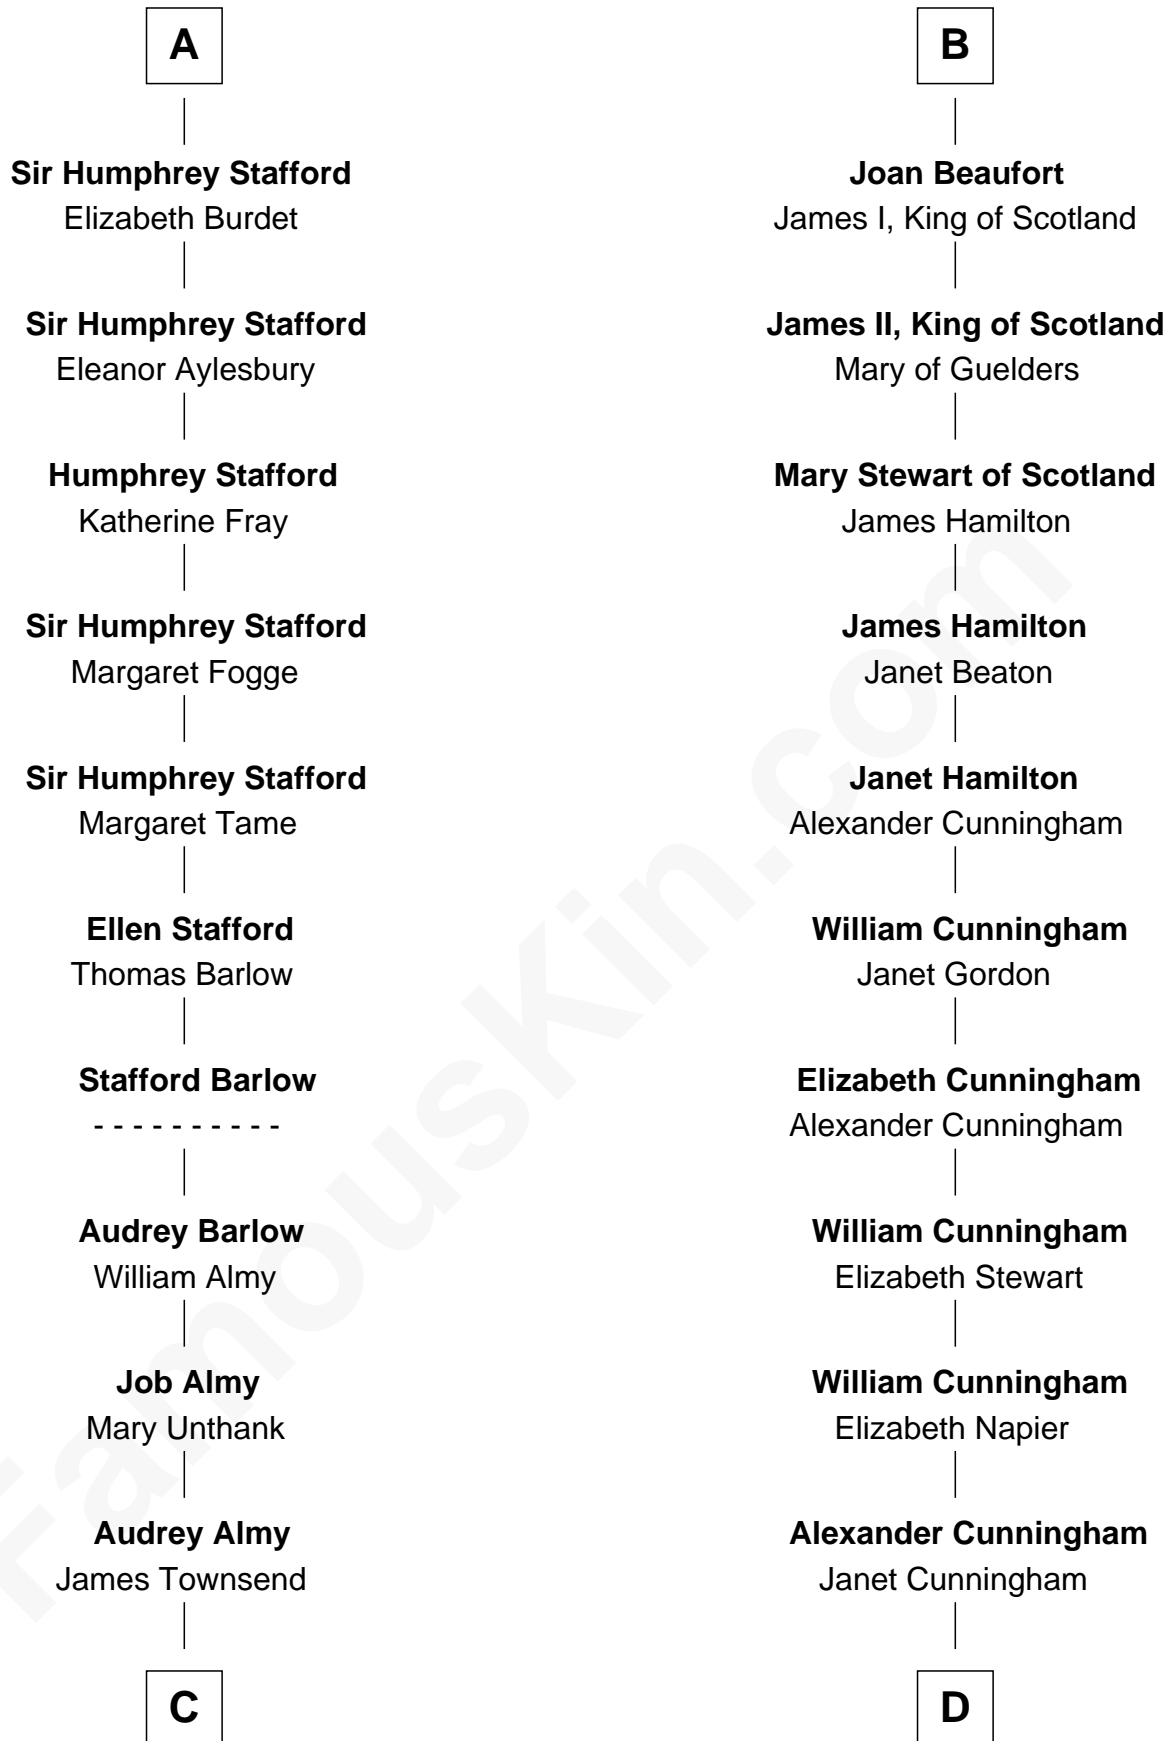 A
Sir Humphrey Stafford
Elizabeth Burdet
Sir Humphrey Stafford
Eleanor Aylesbury
Humphrey Stafford
Katherine Fray
Sir Humphrey Stafford
Margaret Fogge
Sir Humphrey Stafford
Margaret Tame
Ellen Stafford
Thomas Barlow
Stafford Barlow
- - - - - - - - - -
Audrey Barlow
William Almy
Job Almy
Mary Unthank
Audrey Almy
James Townsend
C
B
Joan Beaufort
James I, King of Scotland
James II, King of Scotland
Mary of Guelders
Mary Stewart of Scotland
James Hamilton
James Hamilton
Janet Beaton
Janet Hamilton
Alexander Cunningham
William Cunningham
Janet Gordon
Elizabeth Cunningham
Alexander Cunningham
William Cunningham
Elizabeth Stewart
William Cunningham
Elizabeth Napier
Alexander Cunningham
Janet Cunningham
D
FamousKin.com